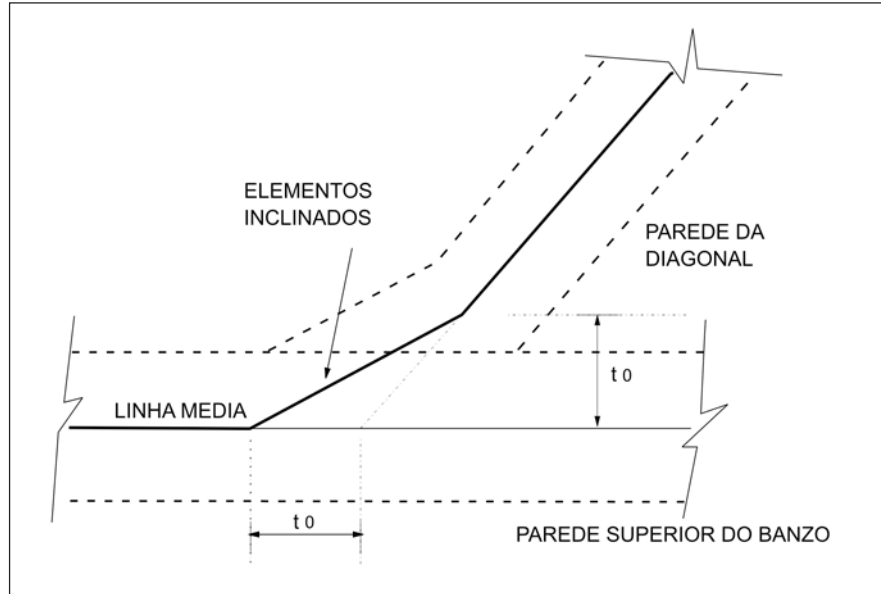 ELEMENTOS
INCLINADOS
PAREDE DA
DIAGONAL
t 0
LINHA MEDIA
t 0
PAREDE SUPERIOR DO BANZO